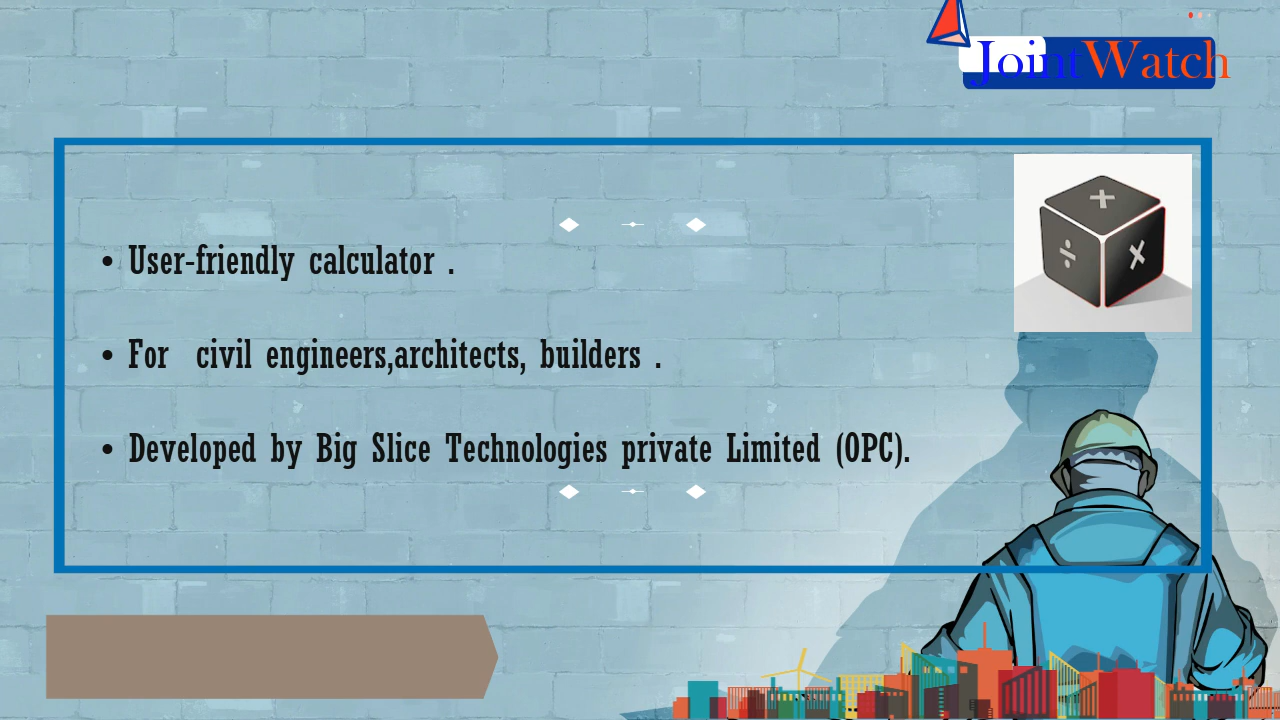 JointWatch
• User-friendly calculator .
• For civil engineers,architects, builders .
• Developed by Big Slice Technologies private Limited (OPC).